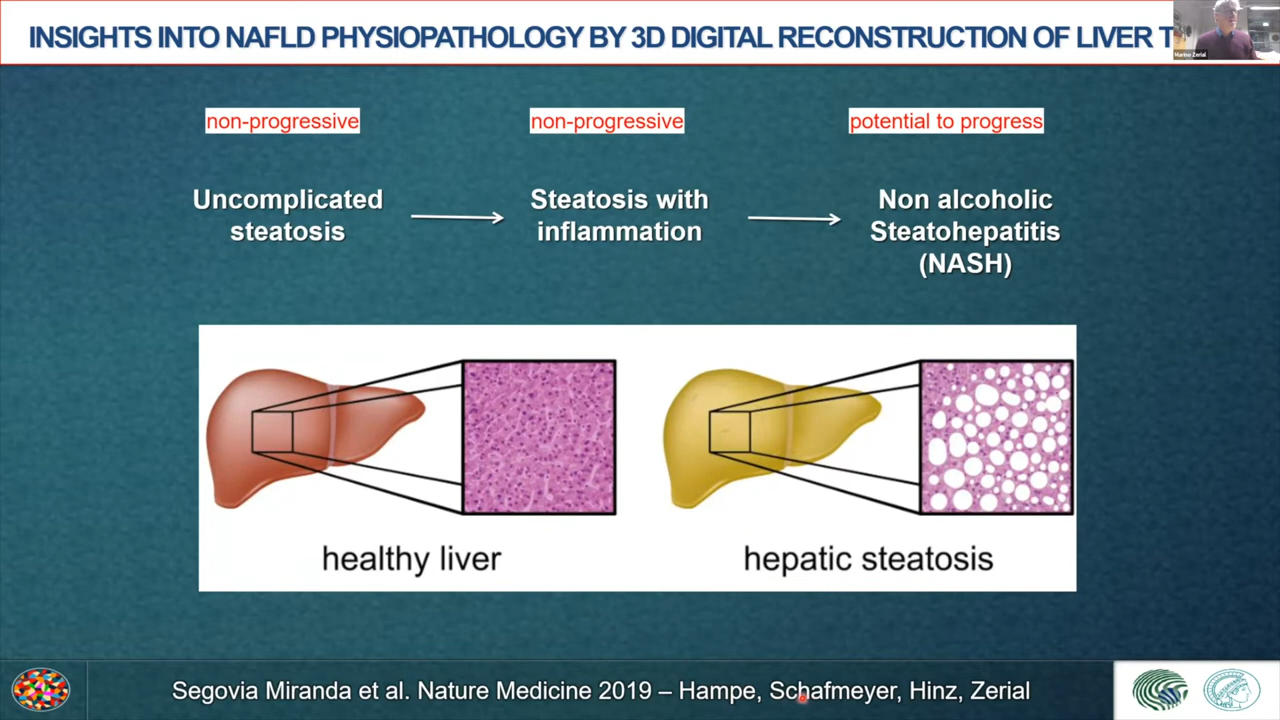 INSIGHTS INTO NAFLD PHYSIOPATHOLOGY BY 3D DIGITAL RECONSTRUCTION OF LIVER T
Marino Zerial
non-progressive
non-progressive
potential to progress
Uncomplicated
steatosis
Steatosis with
inflammation
Non alcoholic
Steatohepatitis
(NASH)
healthy liver
hepatic steatosis
Segovia Miranda et al. Nature Medicine 2019 – Hampe, Schafmeyer, Hinz, Zerial